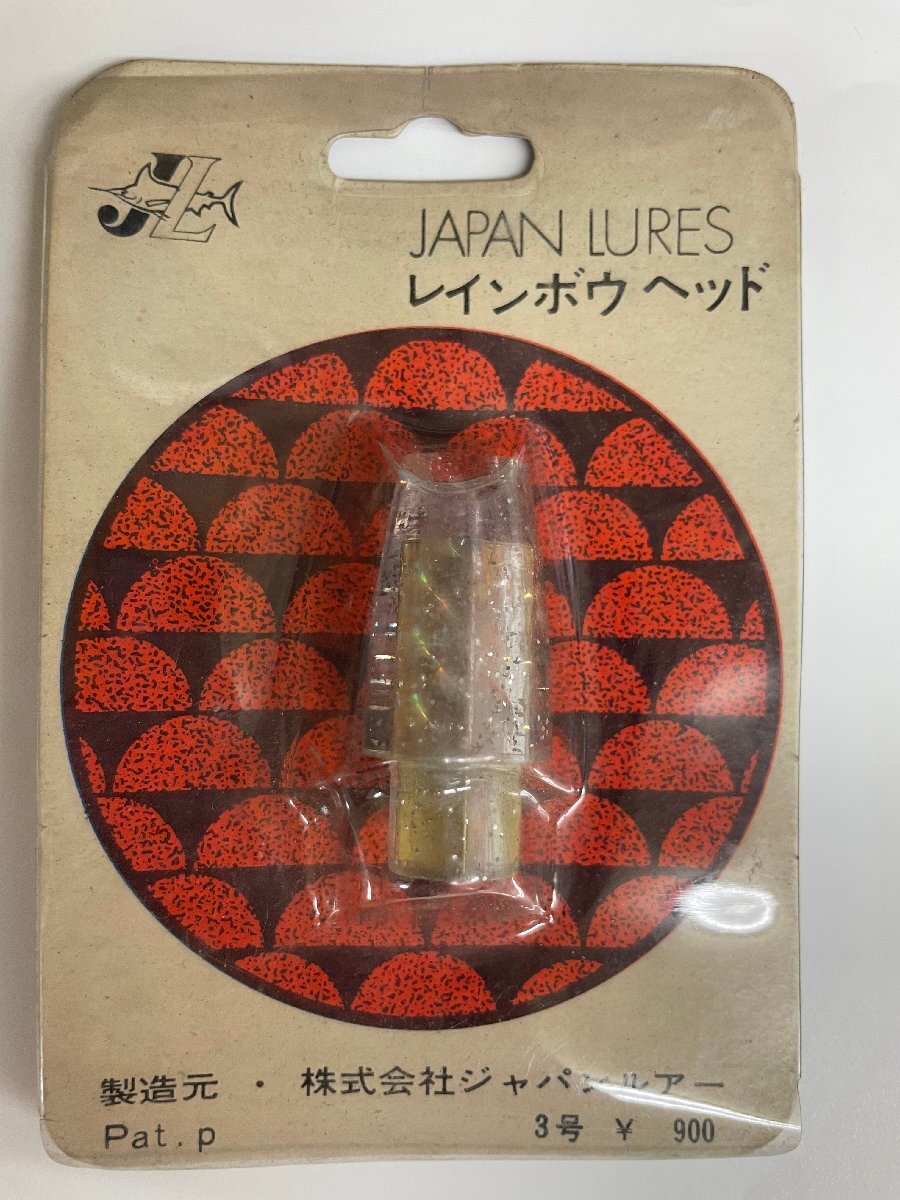 JL
JAPAN LURES
レインボウ ヘッド
製造元 ・ 株式会社ジャパンルアー
Pat. p 3号 ¥ 900